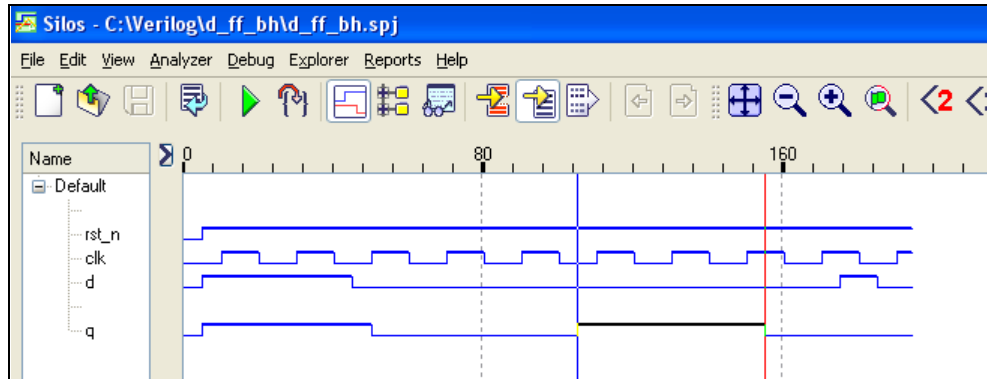 Silos - C:\Verilog\d_ff_bh\d_ff_bh.spj
File Edit View Analyzer Debug Explorer Reports Help
2
Name
0 80 160
Default
rst_n
clk
d
q